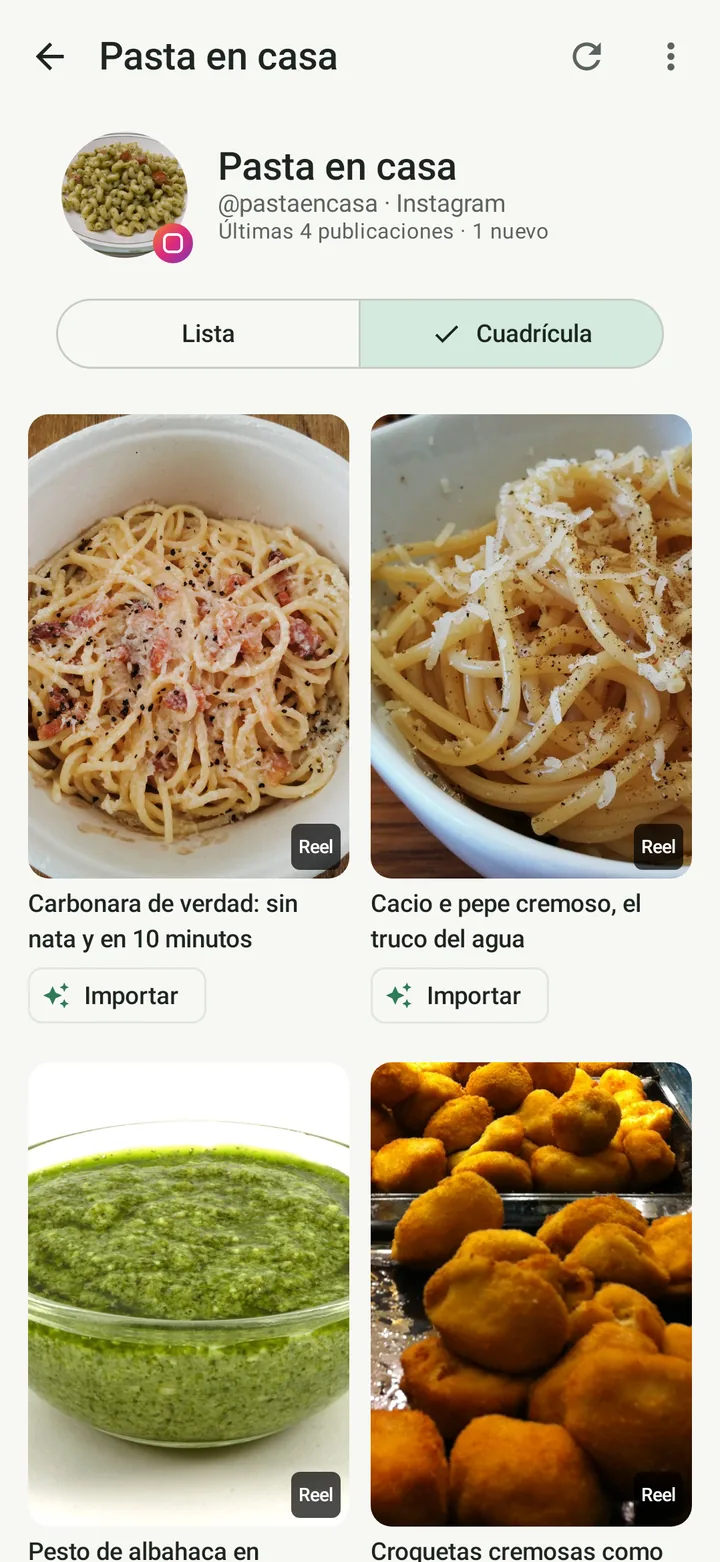 Pasta en casa
Pasta en casa
@pastaencasa · Instagram
Últimas 4 publicaciones · 1 nuevo
Lista
Cuadrícula
Reel
Reel
Carbonara de verdad: sin
nata y en 10 minutos
Cacio e pepe cremoso, el
truco del agua
Importar
Importar
Reel
Reel
Pesto de albahaca en
Croquetas cremosas como